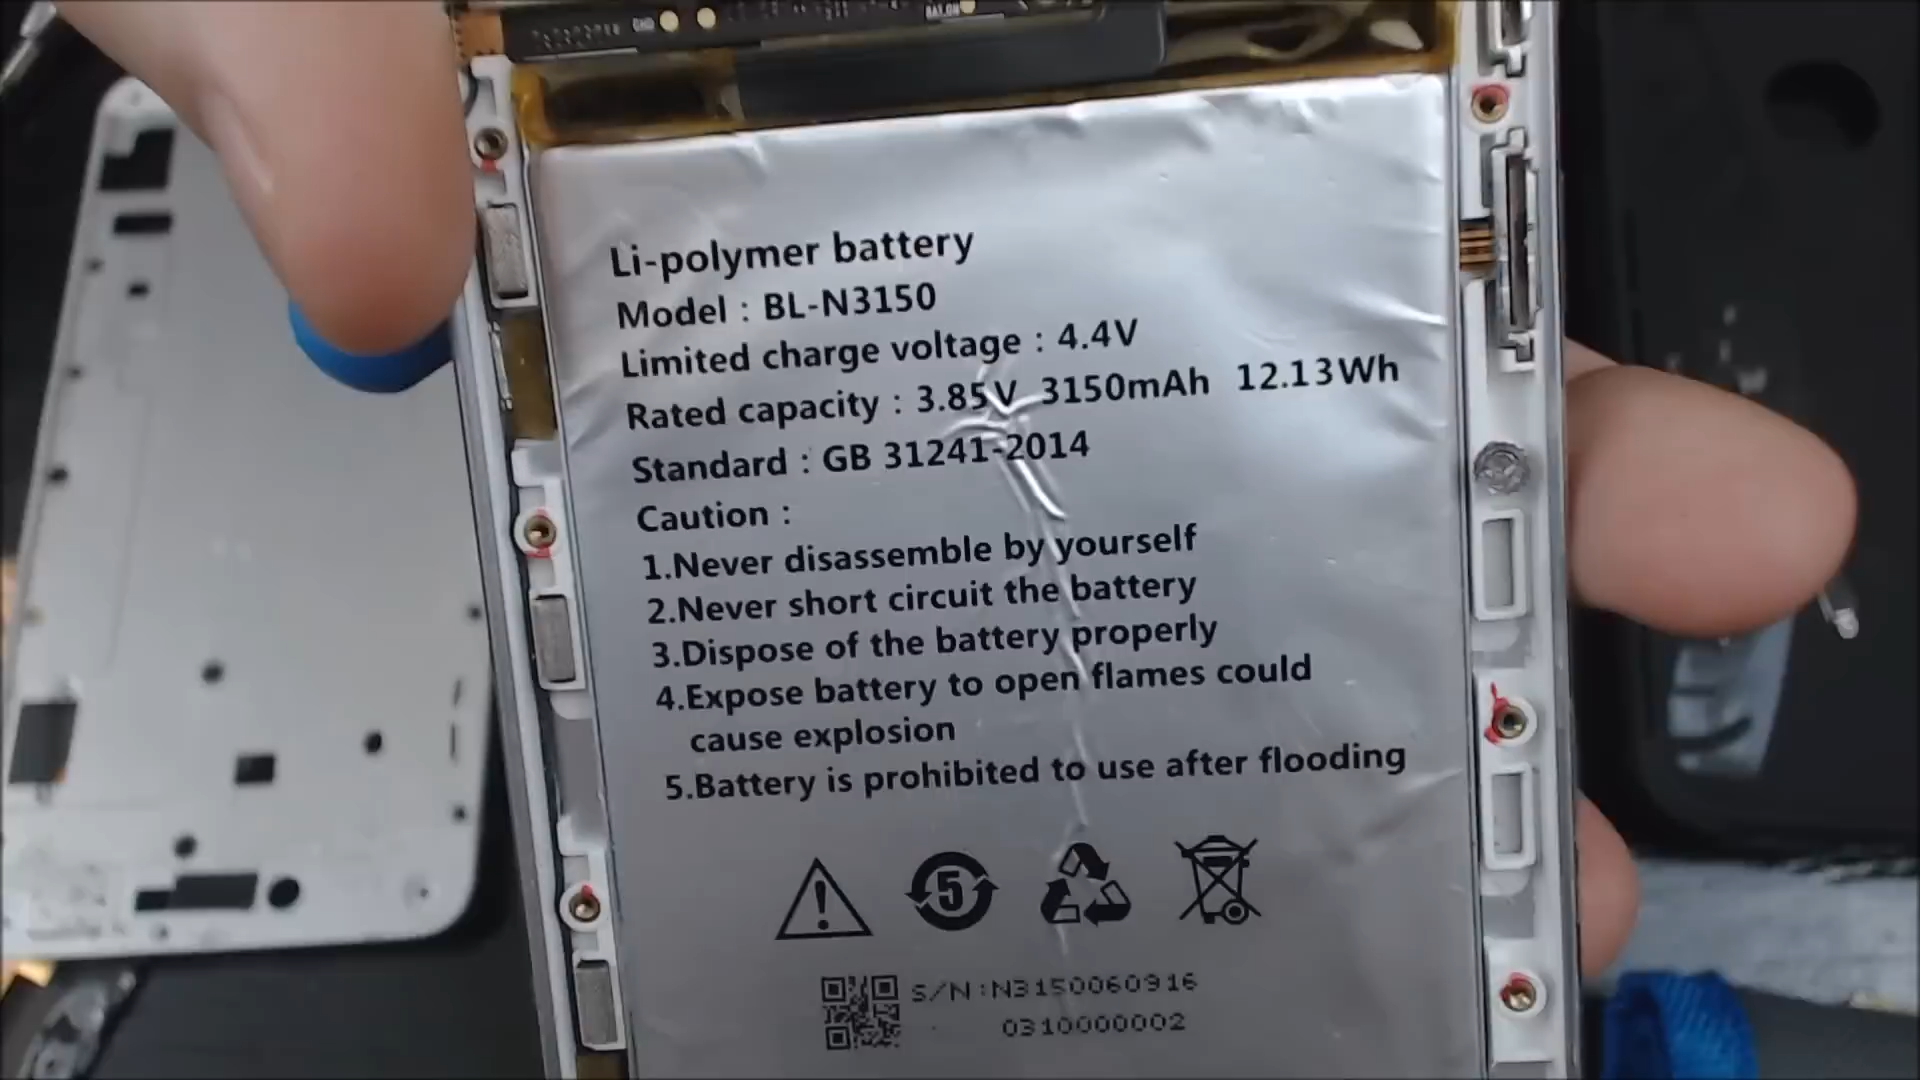 GND
Li-polymer battery
Model : BL-N3150
Limited charge voltage : 4.4V
Rated capacity : 3.85V 3150mAh 12.13Wh
Standard : GB 31241-2014
Caution :
1.Never disassemble by yourself
2.Never short circuit the battery
3.Dispose of the battery properly
4.Expose battery to open flames could
cause explosion
5.Battery is prohibited to use after flooding
5
S/N:N3150060916
0310000002